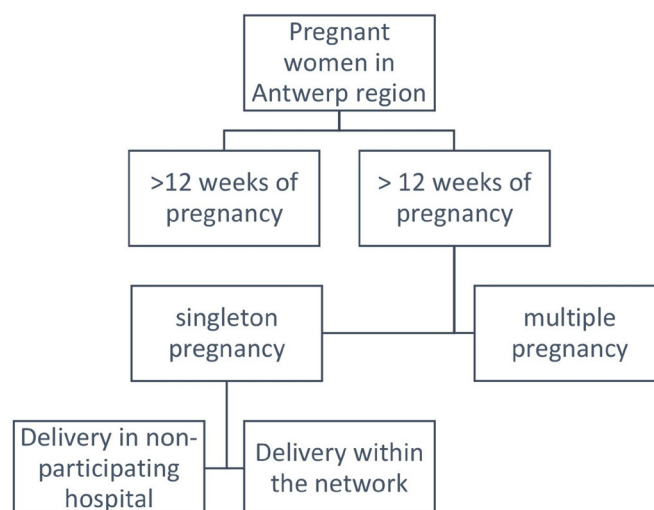 Pregnant
women in
Antwerp region
>12 weeks of
pregnancy
> 12 weeks of
pregnancy
singleton
pregnancy
multiple
pregnancy
Delivery in non-
participating
hospital
Delivery within
the network